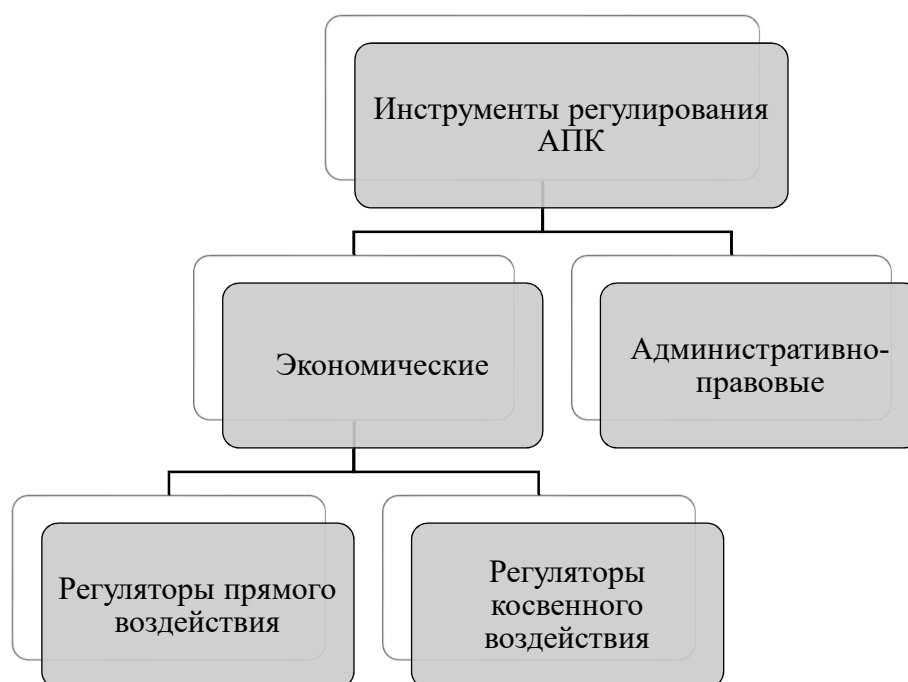 Инструменты регулирования
АПК
Экономические
Административно-
правовые
Регуляторы прямого
воздействия
Регуляторы
косвенного
воздействия